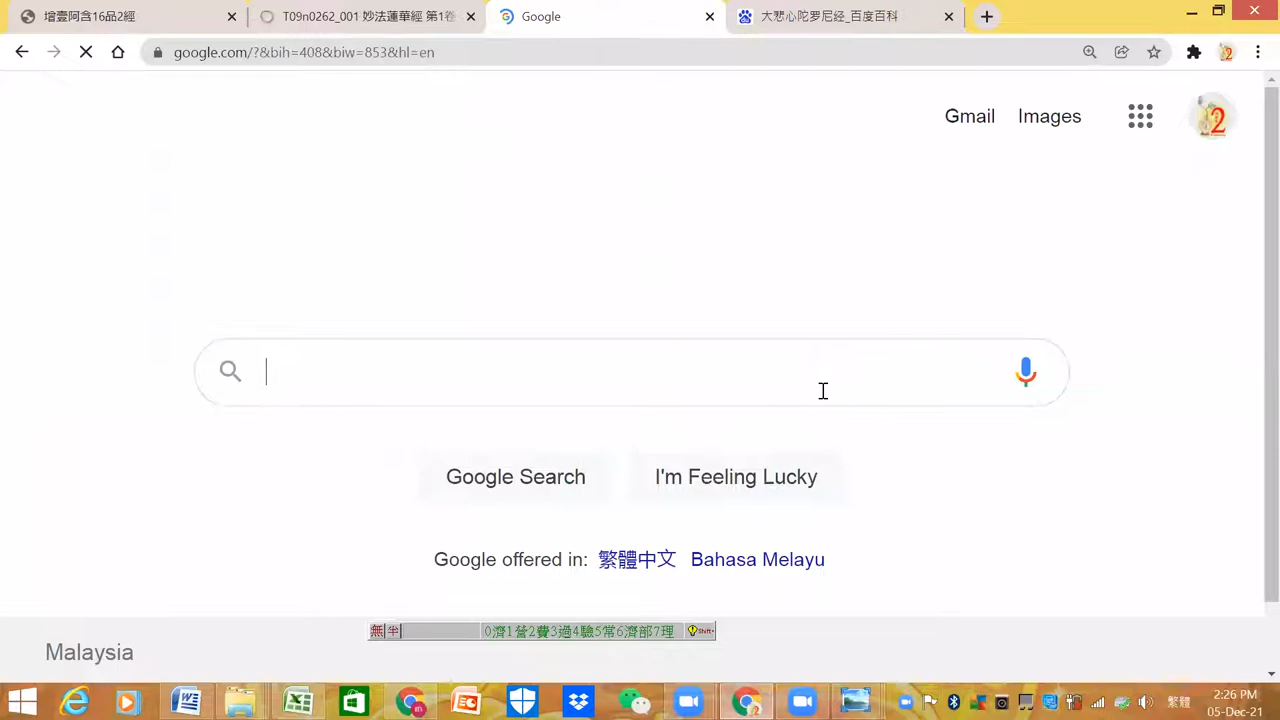 增壹阿含16品2經
T09n0262_001 妙法蓮華經 第1卷
Google
大悲心陀罗尼经_百度百科
google.com/?&bih=408&biw=853&hl=en
2
Gmail
Images
2
Google Search
I'm Feeling Lucky
Google offered in:
繁體中文
Bahasa Melayu
無 半
0濟1營2費3過4驗5常6濟部7理
Shift+
Malaysia
2:26 PM
繁體
05-Dec-21